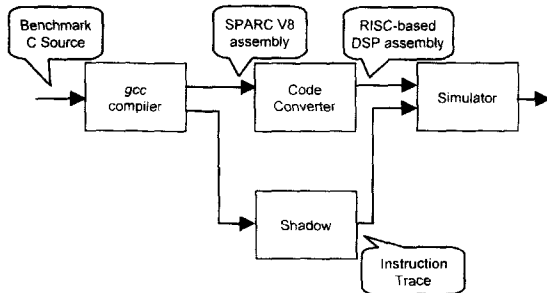 Benchmark
C Source
SPARC V8
assembly
RISC-based
DSP assembly
gcc
compiler
Code
Converter
Simulator
Shadow
Instruction
Trace